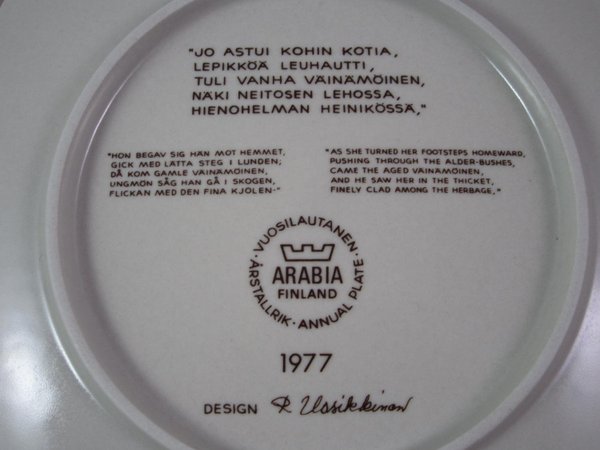 "JO ASTUI KOHIN KOTIA,
LEPIKKÖÄ LEUHAUTTI,
TULI VANHA VÄINÄMÖINEN,
NÄKI NEITOSEN LEHOSSA,
HIENOHELMAN HEINIKÖSSÄ,"
"HON BEGAV SIG HÄN MOT HEMMET,
GICK MED LÄTTA STEG I LUNDEN;
DÅ KOM GAMLE VÄINÄMÖINEN,
UNGMÖN SÅG HAN GÅ I SKOGEN,
FLICKAN MED DEN FINA KJOLEN."
"AS SHE TURNED HER FOOTSTEPS HOMEWARD,
PUSHING THROUGH THE ALDER-BUSHES,
CAME THE AGED VÄINÄMÖINEN,
AND HE SAW HER IN THE THICKET,
FINELY CLAD AMONG THE HERBAGE,"
· VUOSILAUTANEN ·
ARABIA
FINLAND
ÅRSTALLRIK · ANNUAL PLATE
1977
DESIGN R. Uosikkinen